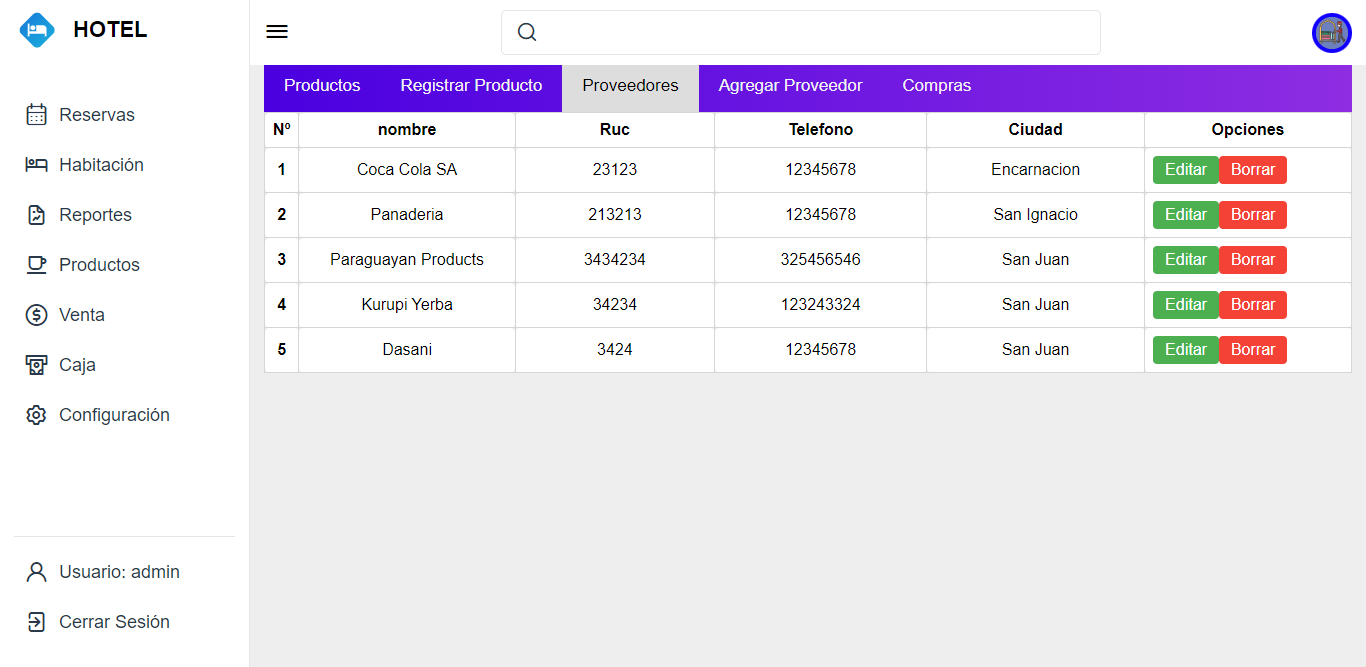 HOTEL
Reservas
Habitación
Reportes
Productos
Venta
Caja
Configuración
Usuario: admin
Cerrar Sesión
Productos Registrar Producto Proveedores Agregar Proveedor Compras
Nº nombre Ruc Telefono Ciudad Opciones
1 Coca Cola SA 23123 12345678 Encarnacion Editar Borrar
2 Panaderia 213213 12345678 San Ignacio Editar Borrar
3 Paraguayan Products 3434234 325456546 San Juan Editar Borrar
4 Kurupi Yerba 34234 123243324 San Juan Editar Borrar
5 Dasani 3424 12345678 San Juan Editar Borrar